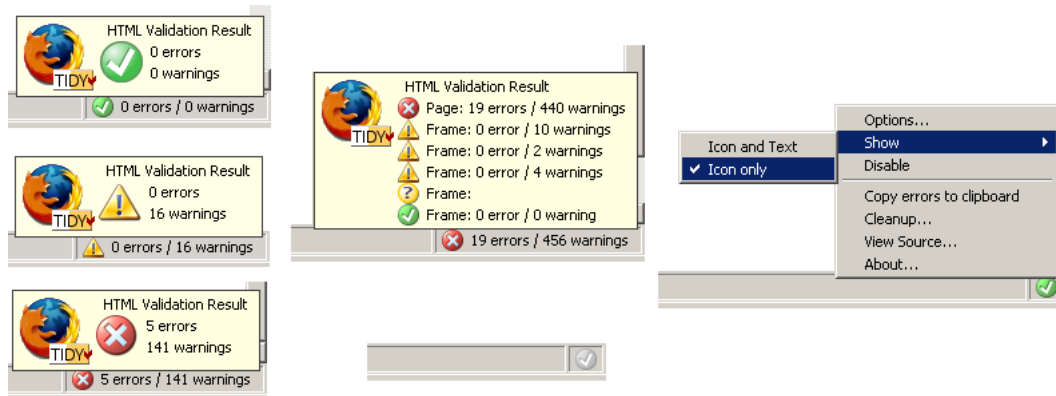 HTML Validation Result
0 errors
0 warnings
TIDY
0 errors / 0 warnings
HTML Validation Result
0 errors
16 warnings
TIDY
0 errors / 16 warnings
HTML Validation Result
5 errors
141 warnings
TIDY
5 errors / 141 warnings
HTML Validation Result
Page: 19 errors / 440 warnings
Frame: 0 error / 10 warnings
TIDY
Frame: 0 error / 2 warnings
Frame: 0 error / 4 warnings
Frame:
Frame: 0 error / 0 warning
19 errors / 456 warnings
Icon and Text
Icon only
Options...
Show
Disable
Copy errors to clipboard
Cleanup...
View Source...
About...